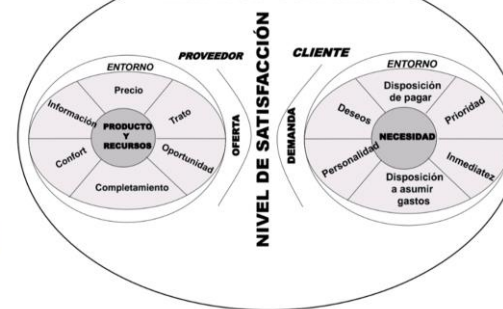 PROVEEDOR
ENTORNO
Precio
Información
Trato
PRODUCTO
Y
RECURSOS
Confort
Oportunidad
Completamiento
OFERTA
NIVEL DE SATISFACCIÓN
DEMANDA
CLIENTE
ENTORNO
Disposición
de pagar
Deseos
Prioridad
NECESIDAD
Personalidad
Inmediatez
Disposición
a asumir
gastos